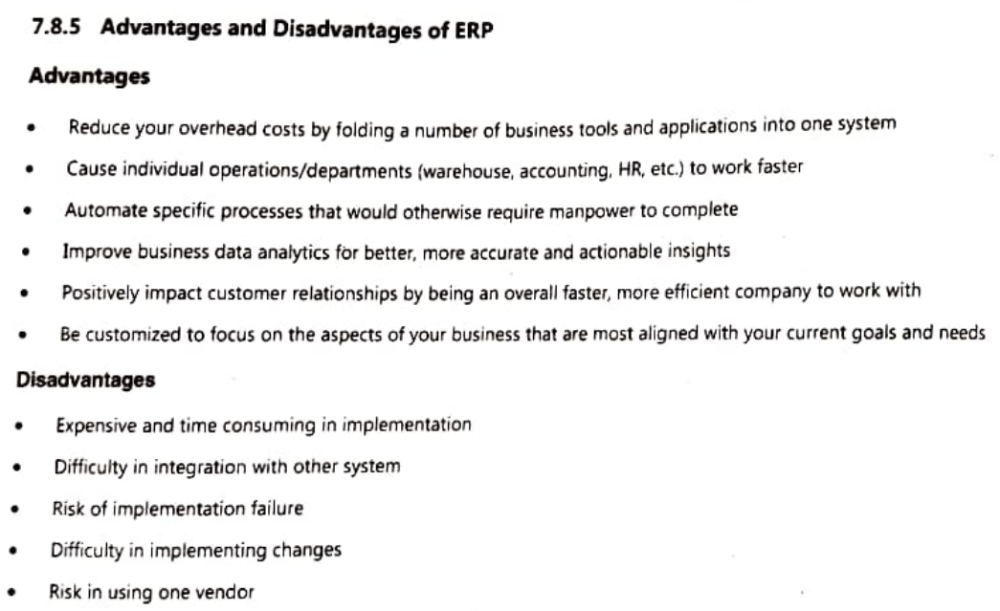 7.8.5 Advantages and Disadvantages of ERP
Advantages
• Reduce your overhead costs by folding a number of business tools and applications into one system
• Cause individual operations/departments (warehouse, accounting, HR, etc.) to work faster
• Automate specific processes that would otherwise require manpower to complete
• Improve business data analytics for better, more accurate and actionable insights
• Positively impact customer relationships by being an overall faster, more efficient company to work with
• Be customized to focus on the aspects of your business that are most aligned with your current goals and needs
Disadvantages
• Expensive and time consuming in implementation
• Difficulty in integration with other system
• Risk of implementation failure
• Difficulty in implementing changes
• Risk in using one vendor